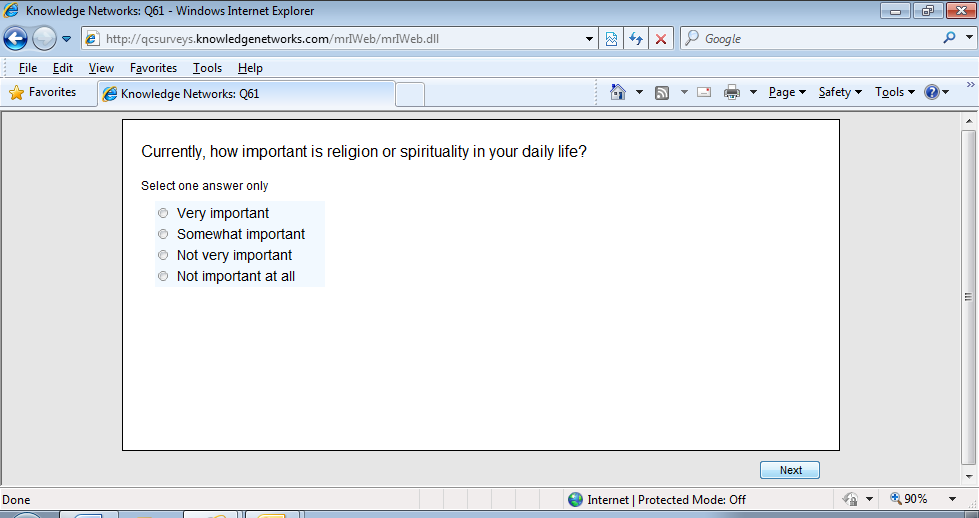 Knowledge Networks: Q61 - Windows Internet Explorer
http://qcsurveys.knowledgenetworks.com/mrIWeb/mrIWeb.dll
Google
File Edit View Favorites Tools Help
Favorites
Knowledge Networks: Q61
Page Safety Tools
Currently, how important is religion or spirituality in your daily life?
Select one answer only
Very important
Somewhat important
Not very important
Not important at all
Next
Done
Internet | Protected Mode: Off
90%